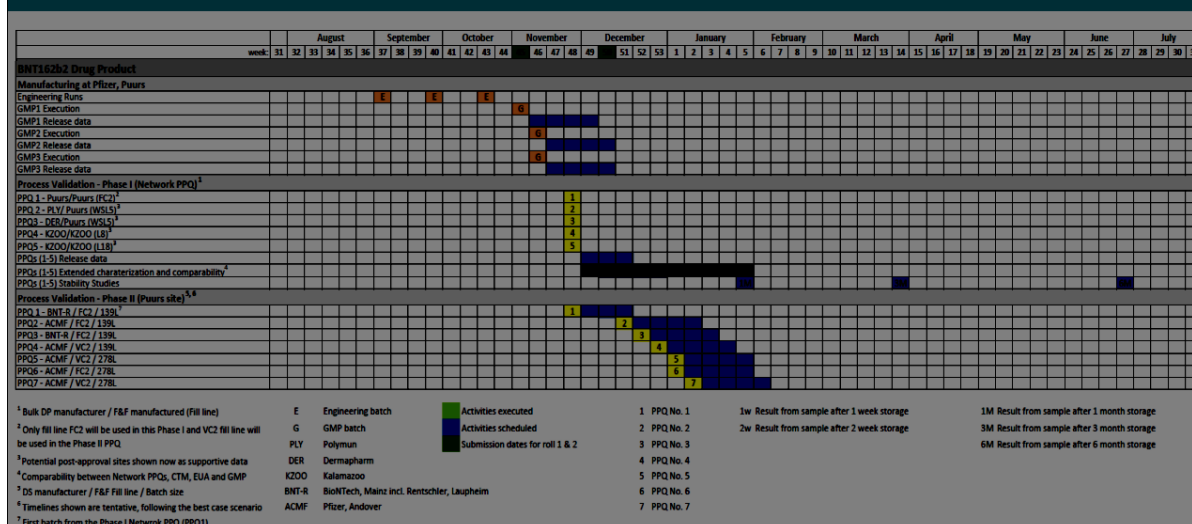 August September October November December January February March April May June July
week: 31 32 33 34 35 36 37 38 39 40 41 42 43 44 46 47 48 49 51 52 53 1 2 3 4 5 6 7 8 9 10 11 12 13 14 15 16 17 18 19 20 21 22 23 24 25 26 27 28 29 30
BNT162b2 Drug Product
Manufacturing at Pfizer, Puurs
Engineering Runs E E E
GMP1 Execution G
GMP1 Release data
GMP2 Execution G
GMP2 Release data
GMP3 Execution G
GMP3 Release data
Process Validation - Phase I (Network PPQ)1
PPQ 1 - Puurs/Puurs (FC2)2 1
PPQ 2 - PLY/ Puurs (WSL5)3 2
PPQ3 - DER/Puurs (WSL5)3 3
PPQ4 - KZOO/KZOO (L8)3 4
PPQ5 - KZOO/KZOO (L18)3 5
PPQs (1-5) Release data
PPQs (1-5) Extended charaterization and comparability4
PPQs (1-5) Stability Studies
Process Validation - Phase II (Puurs site)5,6
PPQ 1 - BNT-R / FC2 / 139L7 1
PPQ2 - ACMF / FC2 / 139L 2
PPQ3 - BNT-R / FC2 / 139L 3
PPQ4 - ACMF / VC2 / 139L 4
PPQ5 - ACMF / VC2 / 278L 5
PPQ6 - ACMF / FC2 / 278L 6
PPQ7 - ACMF / VC2 / 278L 7
1 Bulk DP manufacturer / F&F manufactured (Fill line) E Engineering batch Activities executed 1 PPQ No. 1 1w Result from sample after 1 week storage 1M Result from sample after 1 month storage
2 Only fill line FC2 will be used in this Phase I and VC2 fill line will G GMP batch Activities scheduled 2 PPQ No. 2 2w Result from sample after 2 week storage 3M Result from sample after 3 month storage
be used in the Phase II PPQ PLY Polymun Submission dates for roll 1 & 2 3 PPQ No. 3 6M Result from sample after 6 month storage
3 Potential post-approval sites shown now as supportive data DER Dermapharm 4 PPQ No. 4
4 Comparability between Network PPQs, CTM, EUA and GMP KZOO Kalamazoo 5 PPQ No. 5
5 DS manufacturer / F&F Fill line / Batch size BNT-R BioNTech, Mainz incl. Rentschler, Laupheim 6 PPQ No. 6
6 Timelines shown are tentative, following the best case scenario ACMF Pfizer, Andover 7 PPQ No. 7
7 First batch from the Phase I Netwrok PPQ (PPQ1)